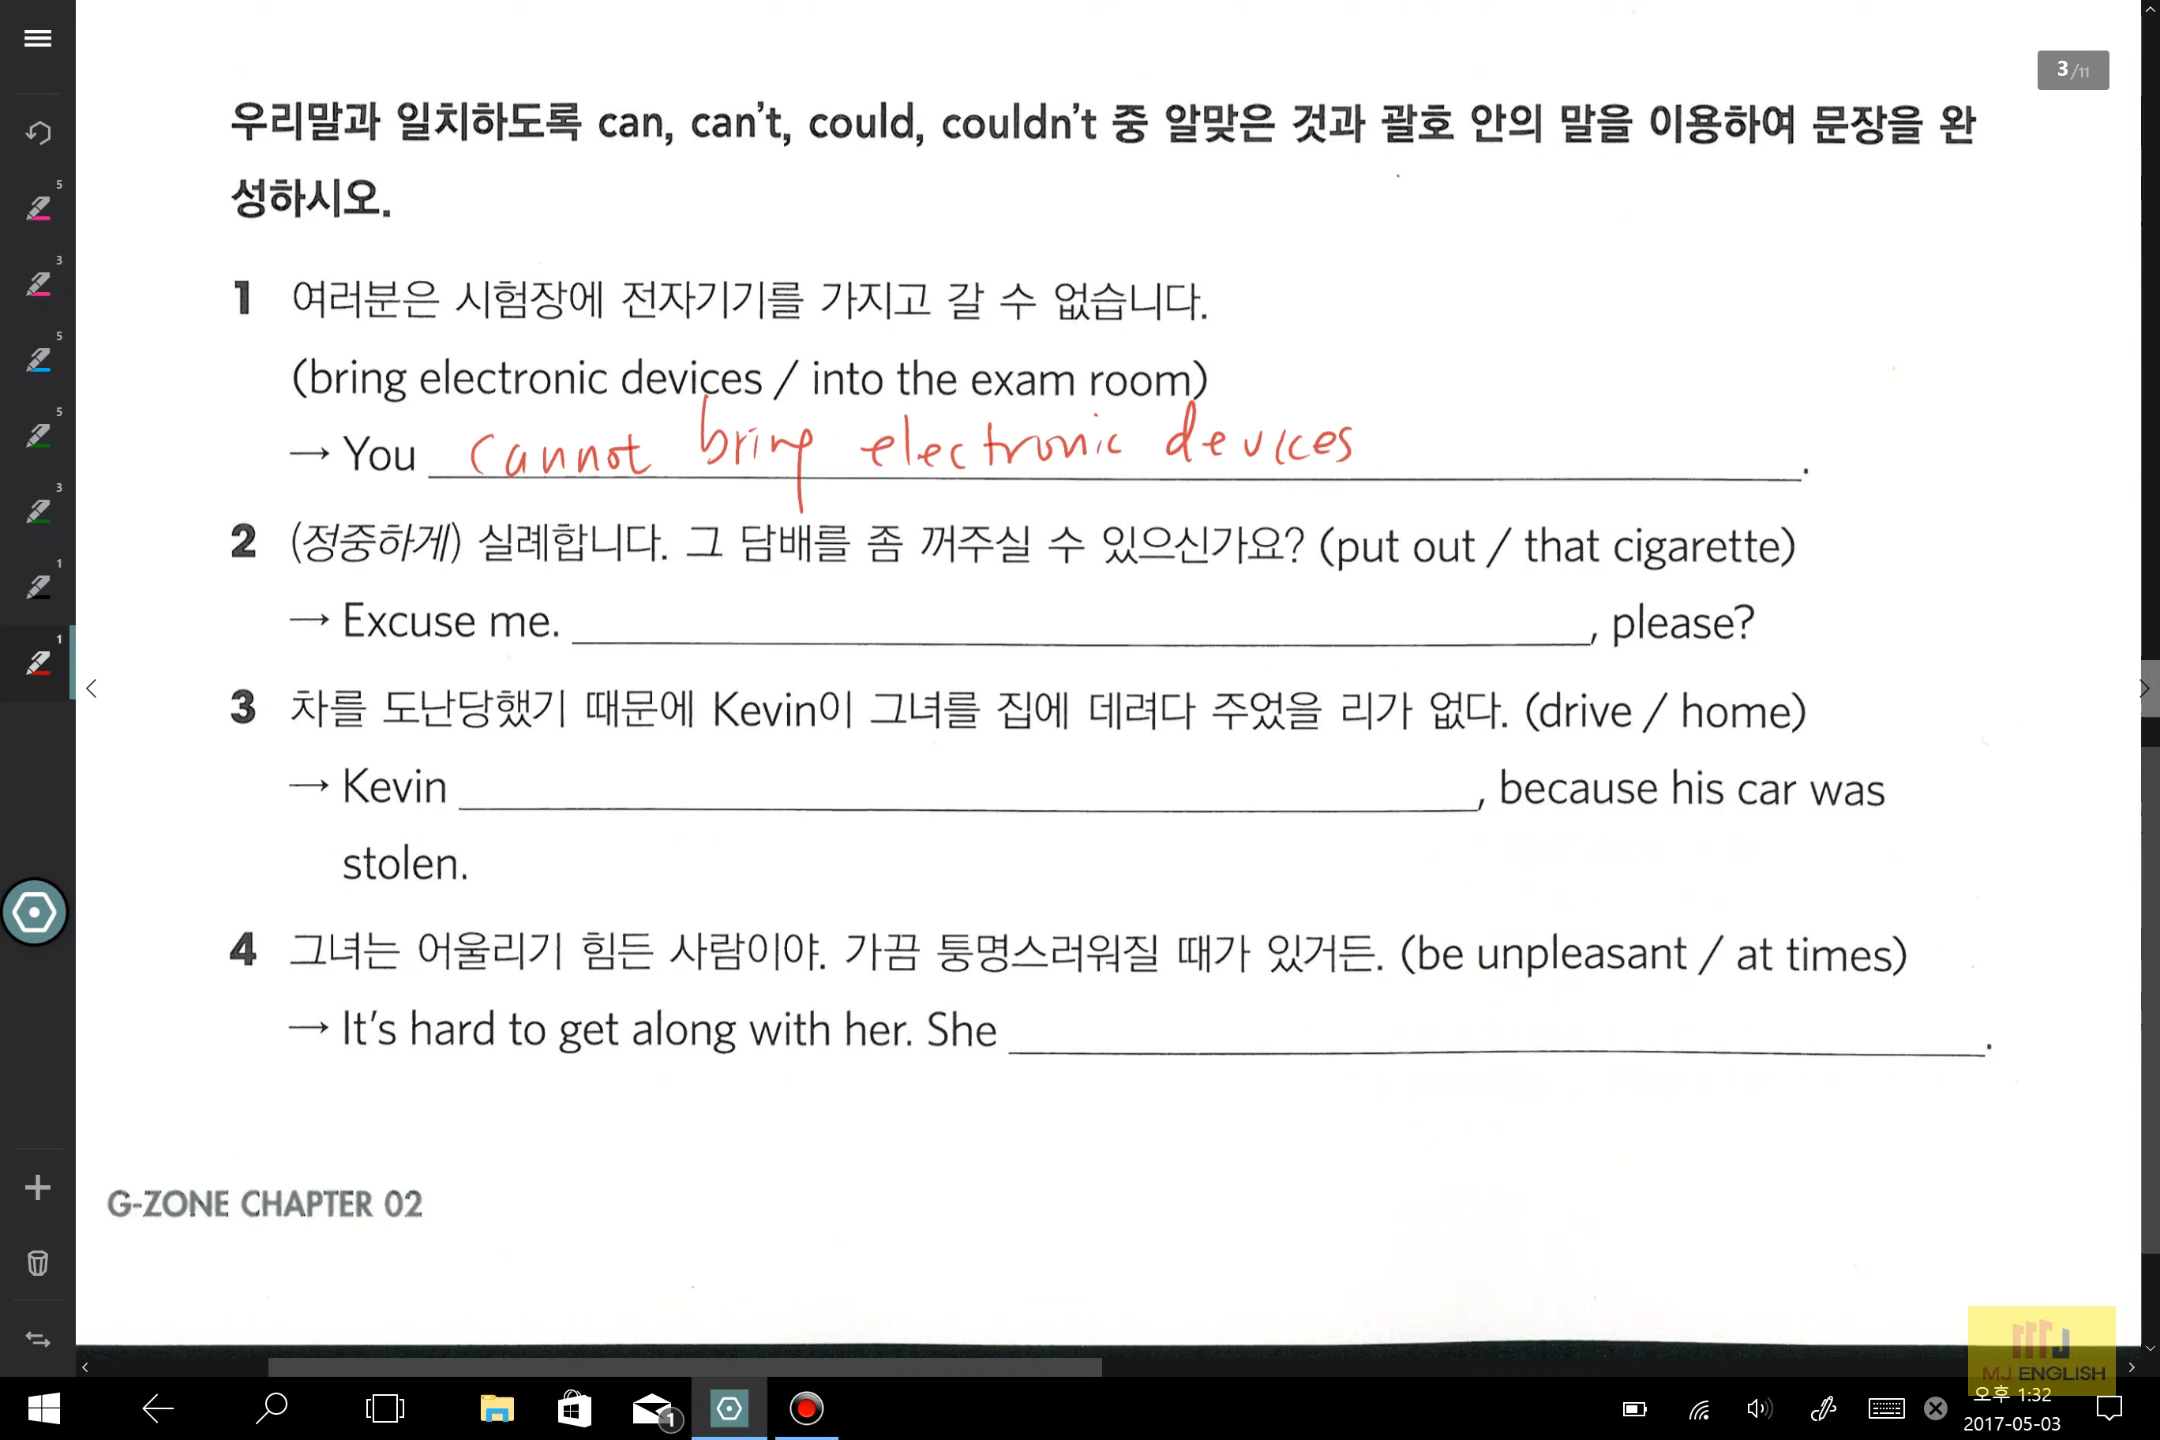 3 /11
우리말과 일치하도록 can, can't, could, couldn't 중 알맞은 것과 괄호 안의 말을 이용하여 문장을 완
성하시오.
1 여러분은 시험장에 전자기기를 가지고 갈 수 없습니다.
(bring electronic devices / into the exam room)
→ You cannot bring electronic devices .
2 (정중하게) 실례합니다. 그 담배를 좀 꺼주실 수 있으신가요? (put out / that cigarette)
→ Excuse me. , please?
3 차를 도난당했기 때문에 Kevin이 그녀를 집에 데려다 주었을 리가 없다. (drive / home)
→ Kevin , because his car was
stolen.
4 그녀는 어울리기 힘든 사람이야. 가끔 퉁명스러워질 때가 있거든. (be unpleasant / at times)
→ It's hard to get along with her. She .
G-ZONE CHAPTER 02
5
3
5
5
3
1
1
MJ ENGLISH
1
오후 1:32
2017-05-03